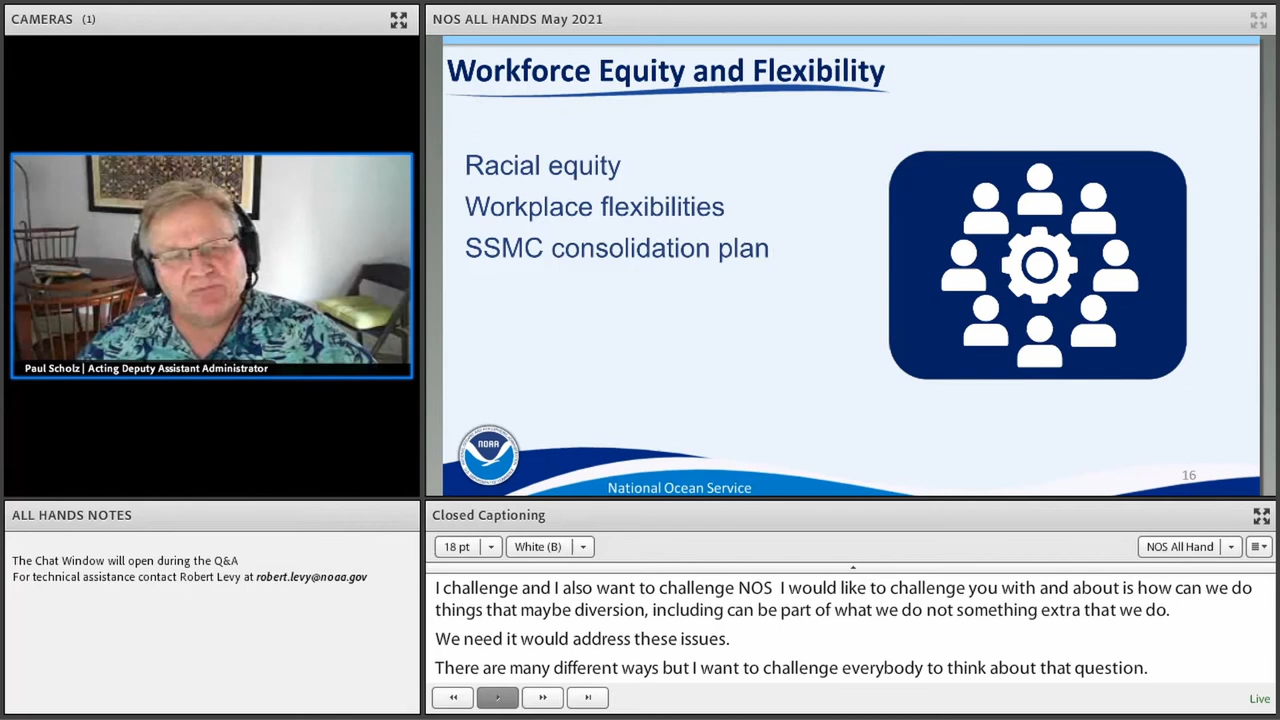 CAMERAS (1)
Paul Scholz | Acting Deputy Assistant Administrator
NOS ALL HANDS May 2021
Workforce Equity and Flexibility
Racial equity
Workplace flexibilities
SSMC consolidation plan
NOAA
National Ocean Service
16
ALL HANDS NOTES
The Chat Window will open during the Q&A
For technical assistance contact Robert Levy at robert.levy@noaa.gov
Closed Captioning
18 pt
White (B)
NOS All Hand
I challenge and I also want to challenge NOS  I would like to challenge you with and about is how can we do
things that maybe diversion, including can be part of what we do not something extra that we do.
We need it would address these issues.
There are many different ways but I want to challenge everybody to think about that question.
Live